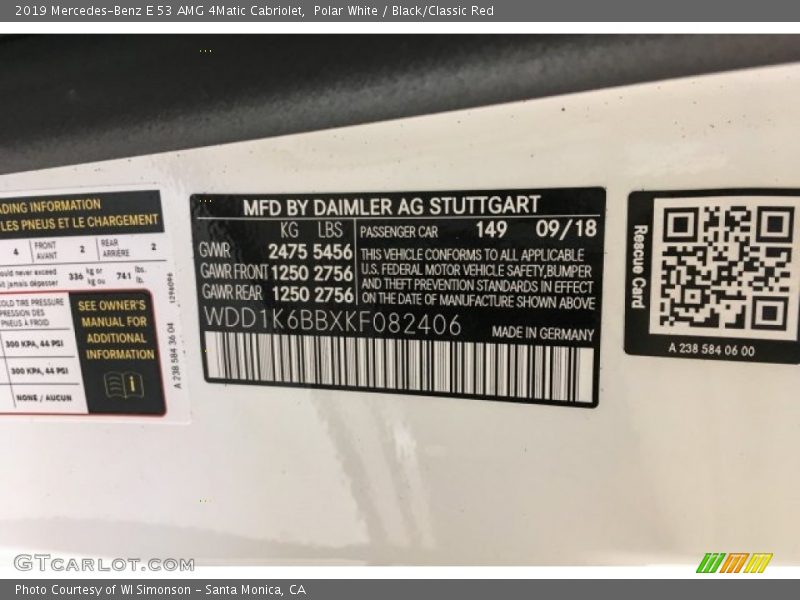 2019 Mercedes-Benz E 53 AMG 4Matic Cabriolet, Polar White / Black/Classic Red
ADING INFORMATION
LES PNEUS ET LE CHARGEMENT
4 FRONT AVANT 2 REAR ARRIÈRE 2
ould never exceed 336 kg or 741 lbs.
it jamais dépasser kg ou lb.
OLD TIRE PRESSURE
RESSION DES
PNEUS À FROID
300 KPA, 44 PSI
300 KPA, 44 PSI
NONE / AUCUN
SEE OWNER'S
MANUAL FOR
ADDITIONAL
INFORMATION
A 238 584 36 04
MFD BY DAIMLER AG STUTTGART
KG LBS
GVWR 2475 5456
GAWR FRONT 1250 2756
GAWR REAR 1250 2756
PASSENGER CAR 149 09/18
THIS VEHICLE CONFORMS TO ALL APPLICABLE
U.S. FEDERAL MOTOR VEHICLE SAFETY, BUMPER
AND THEFT PREVENTION STANDARDS IN EFFECT
ON THE DATE OF MANUFACTURE SHOWN ABOVE
WDD1K6BBXKF082406 MADE IN GERMANY
Rescue Card
A 238 584 06 00
GTCARLOT.COM
Photo Courtesy of WI Simonson - Santa Monica, CA